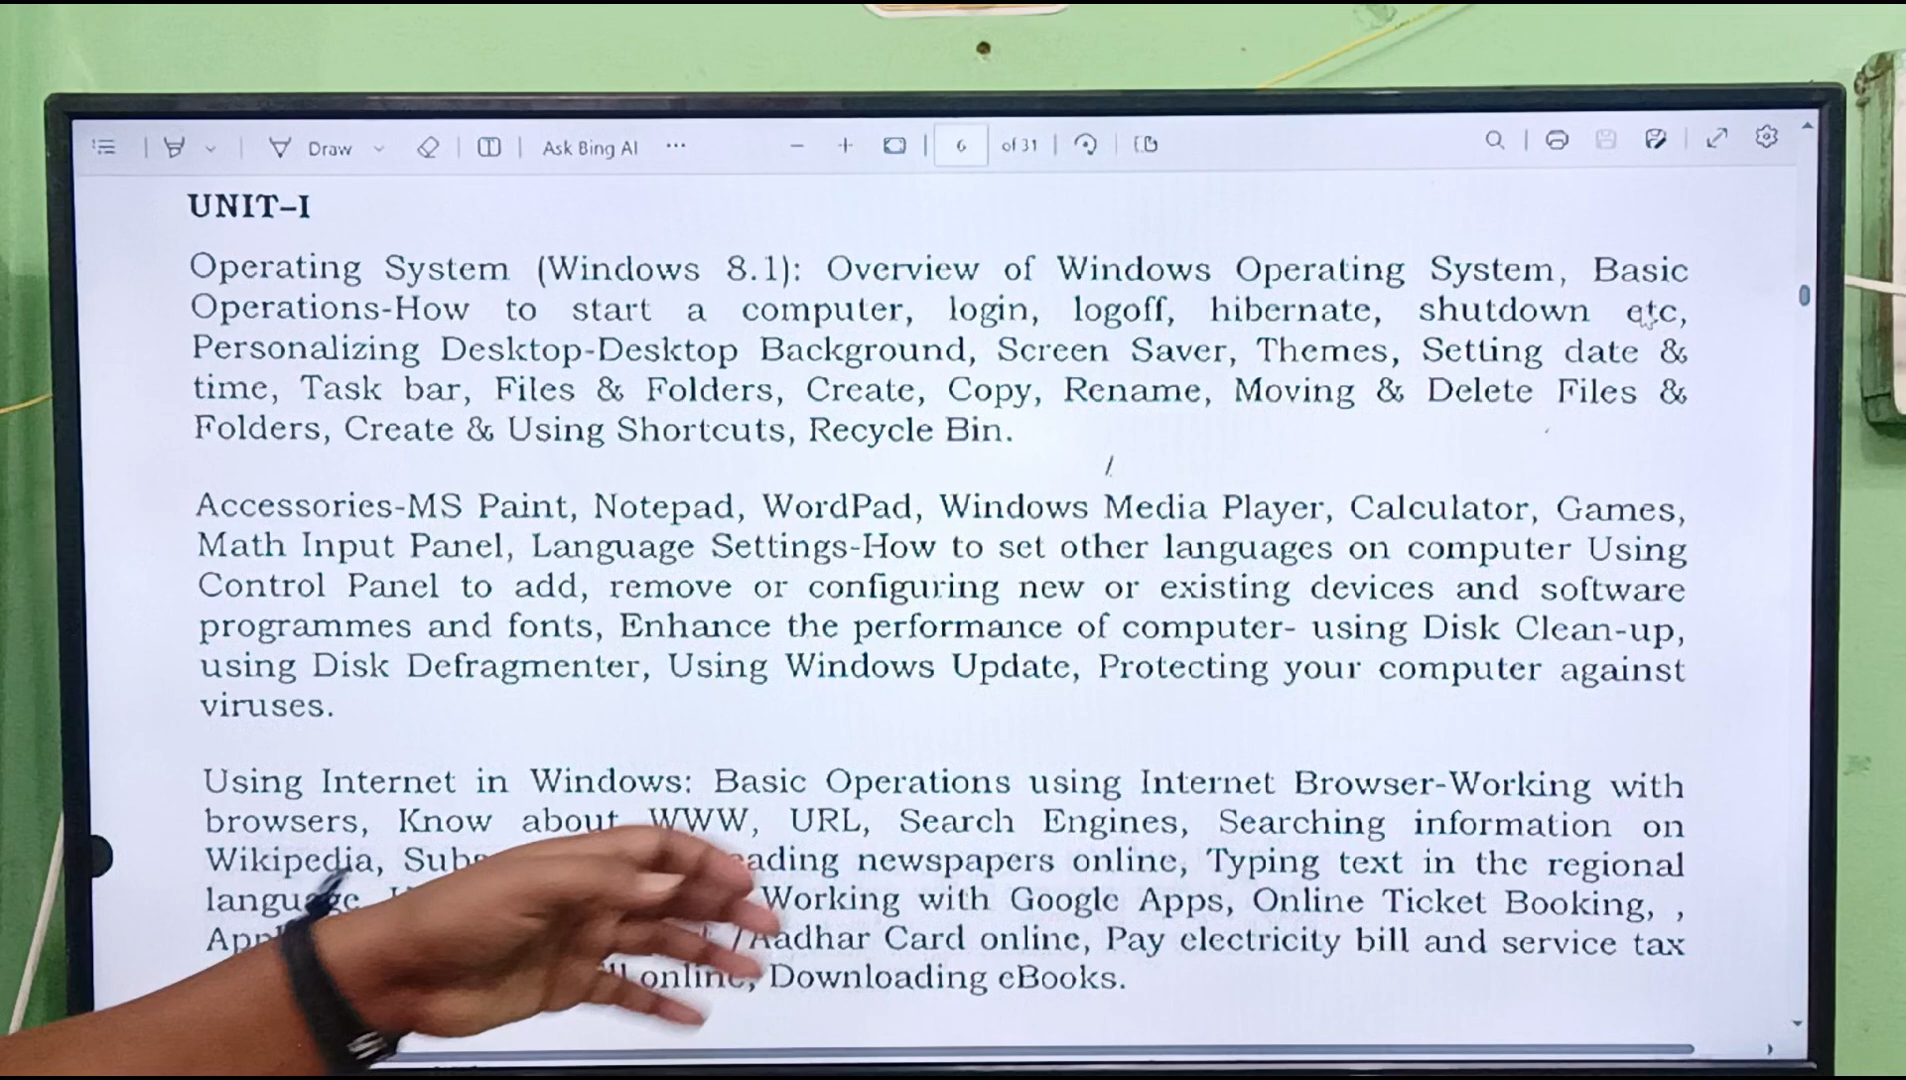 Draw
Ask Bing AI
6 of 31
UNIT-I
Operating System (Windows 8.1): Overview of Windows Operating System, Basic
Operations-How to start a computer, login, logoff, hibernate, shutdown etc,
Personalizing Desktop-Desktop Background, Screen Saver, Themes, Setting date &
time, Task bar, Files & Folders, Create, Copy, Rename, Moving & Delete Files &
Folders, Create & Using Shortcuts, Recycle Bin.
Accessories-MS Paint, Notepad, WordPad, Windows Media Player, Calculator, Games,
Math Input Panel, Language Settings-How to set other languages on computer Using
Control Panel to add, remove or configuring new or existing devices and software
programmes and fonts, Enhance the performance of computer- using Disk Clean-up,
using Disk Defragmenter, Using Windows Update, Protecting your computer against
viruses.
Using Internet in Windows: Basic Operations using Internet Browser-Working with
browsers, Know about WWW, URL, Search Engines, Searching information on
Wikipedia, newspapers online, Typing text in the regional
Working with Google Apps, Online Ticket Booking, ,
/Aadhar Card online, Pay electricity bill and service tax
online, Downloading eBooks.